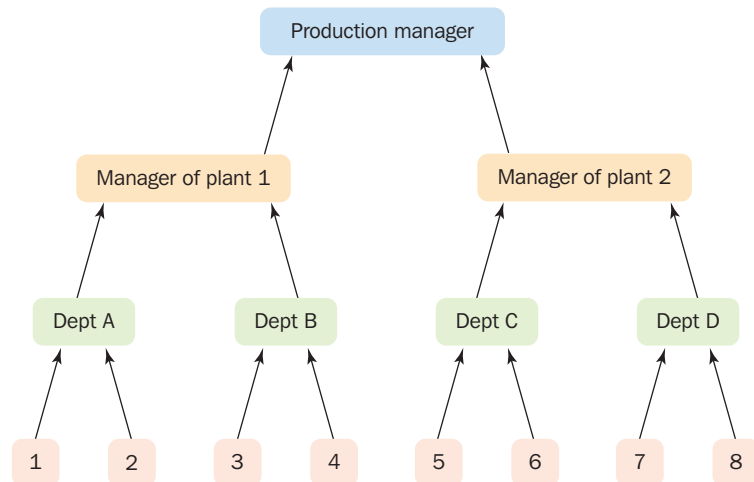 Production manager
Manager of plant 1
Manager of plant 2
Dept A
Dept B
Dept C
Dept D
1
2
3
4
5
6
7
8